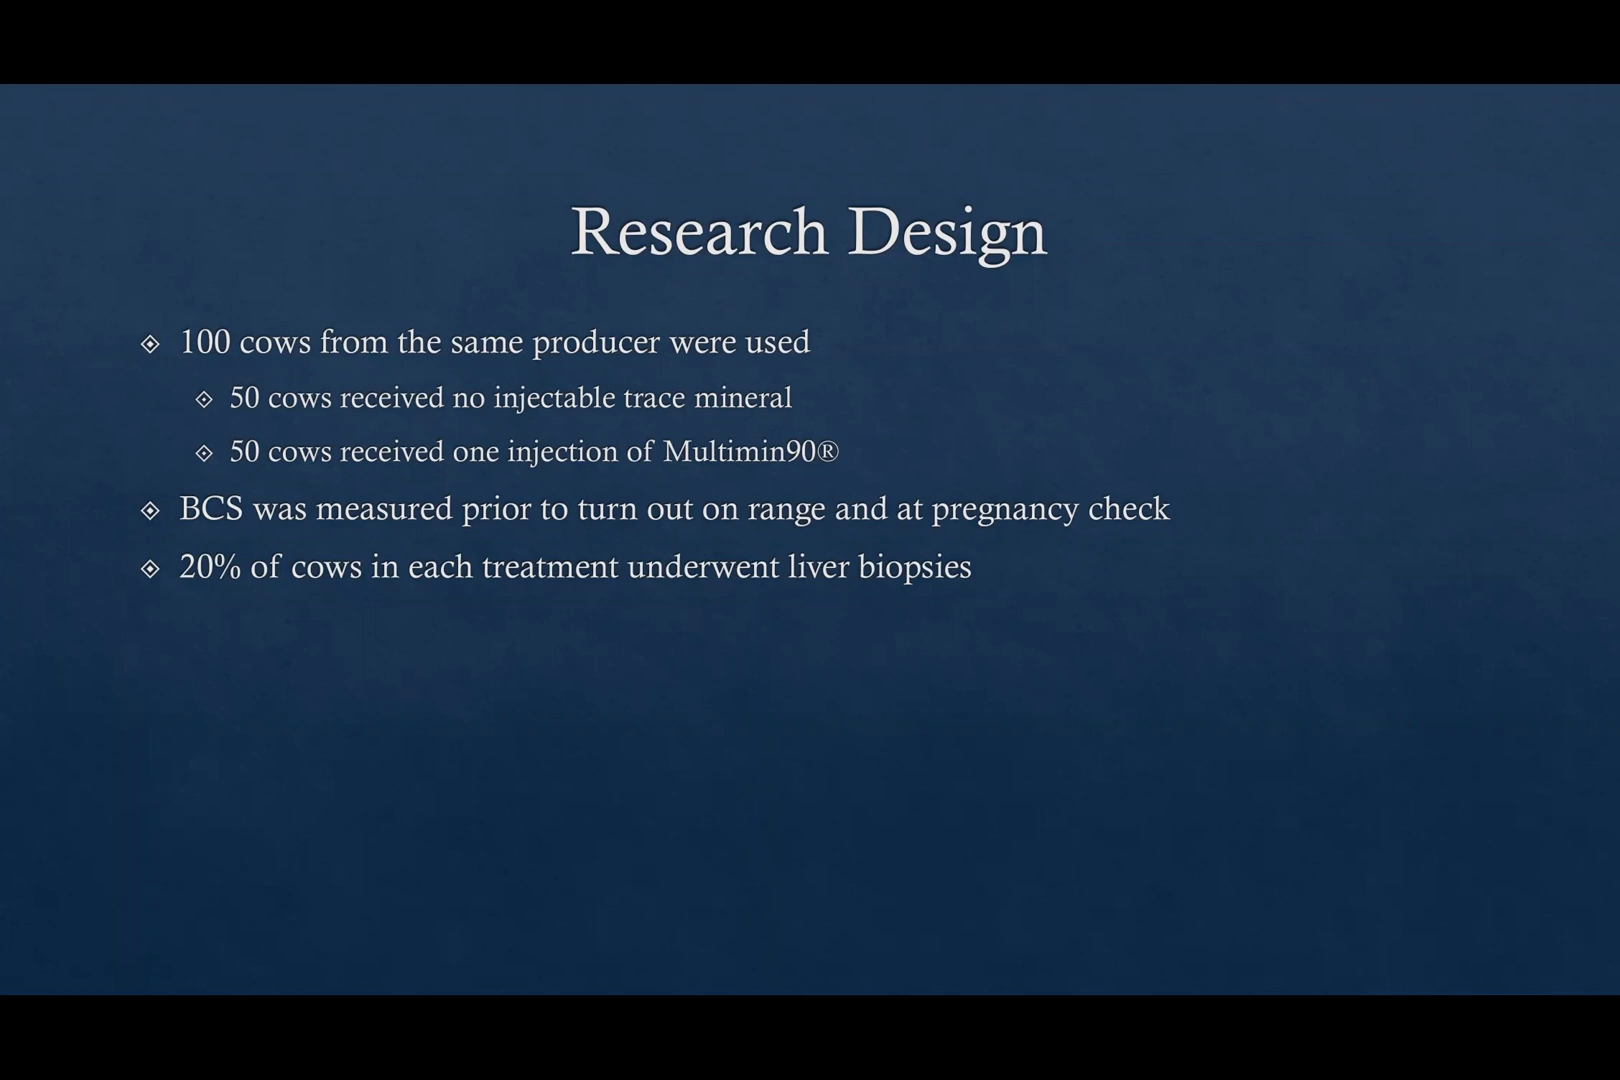 Research Design
100 cows from the same producer were used
50 cows received no injectable trace mineral
50 cows received one injection of Multimin90®
BCS was measured prior to turn out on range and at pregnancy check
20% of cows in each treatment underwent liver biopsies